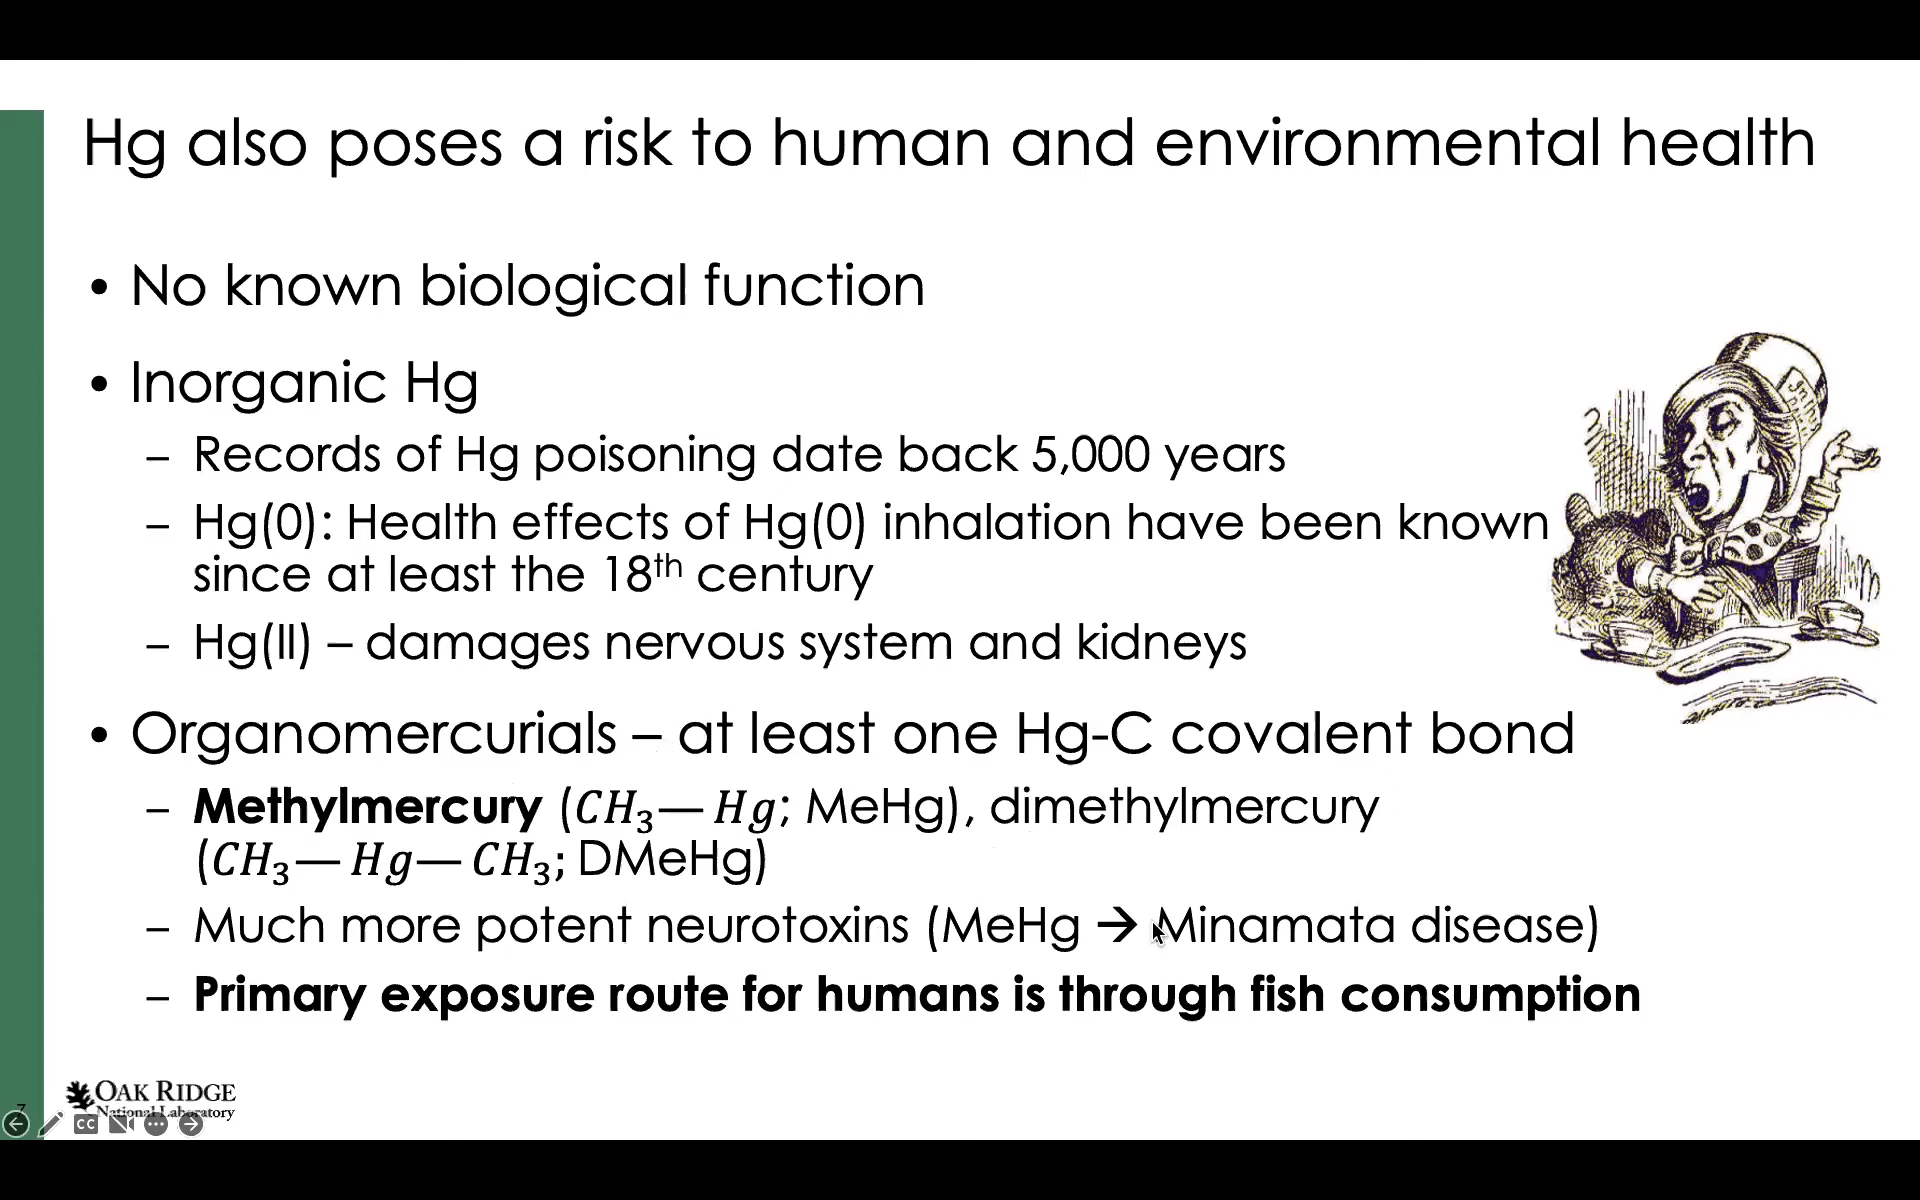 Hg also poses a risk to human and environmental health
• No known biological function
• Inorganic Hg
– Records of Hg poisoning date back 5,000 years
– Hg(0): Health effects of Hg(0) inhalation have been known
since at least the 18th century
– Hg(II) – damages nervous system and kidneys
• Organomercurials – at least one Hg-C covalent bond
– Methylmercury (CH₃— Hg; MeHg), dimethylmercury
(CH₃— Hg— CH₃; DMeHg)
– Much more potent neurotoxins (MeHg → Minamata disease)
– Primary exposure route for humans is through fish consumption
OAK RIDGE
National Laboratory
7
CC